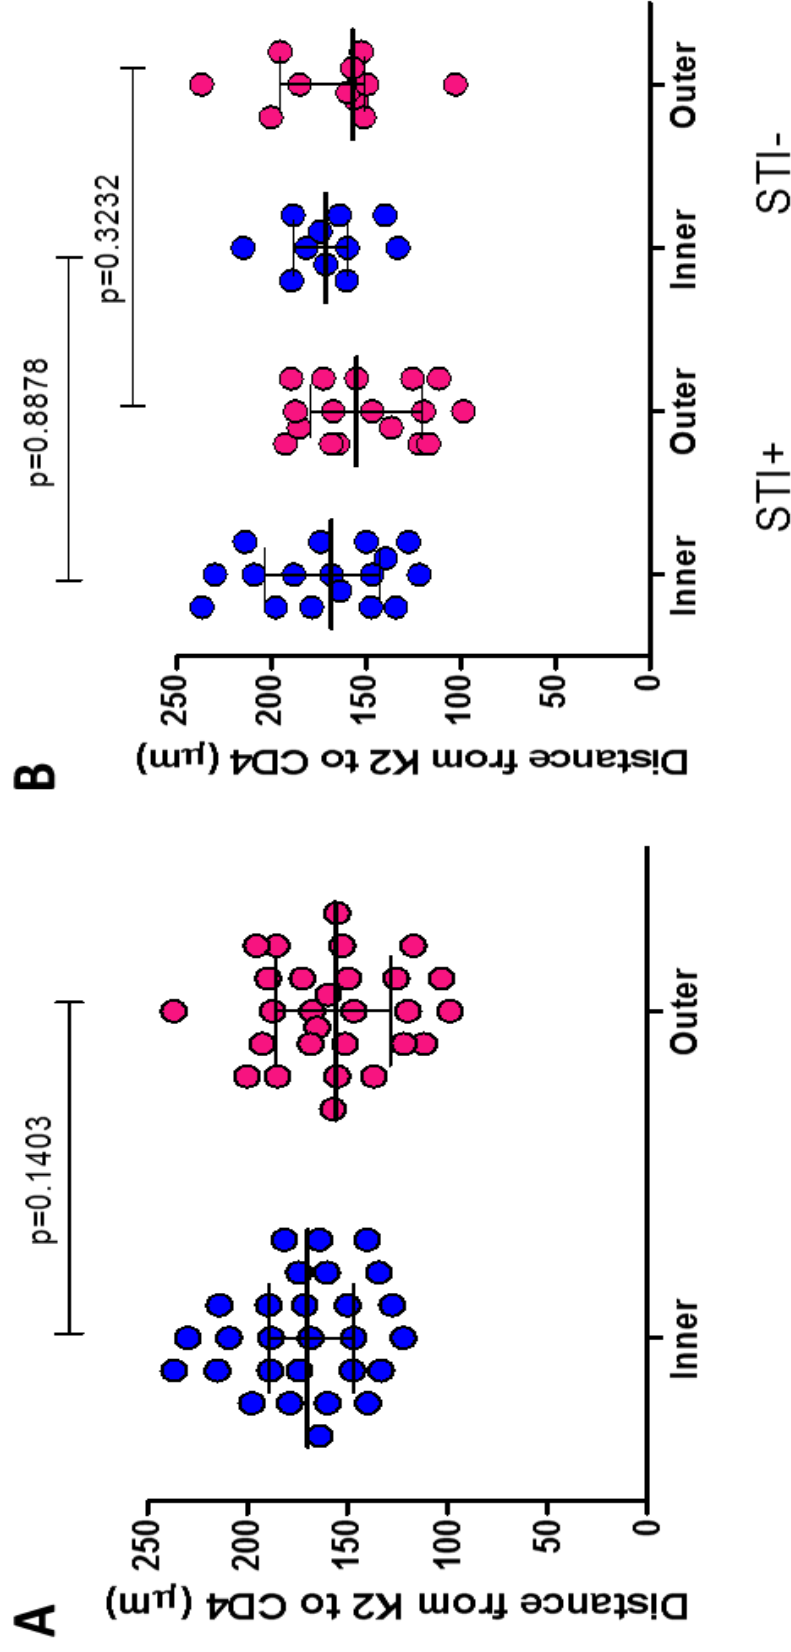 A
p=0.1403
Distance from K2 to CD4 (μm)
250
200
150
100
50
0
Inner
Outer
B
p=0.8878
p=0.3232
Distance from K2 to CD4 (μm)
250
200
150
100
50
0
Inner
Outer
Inner
Outer
STI+
STI-